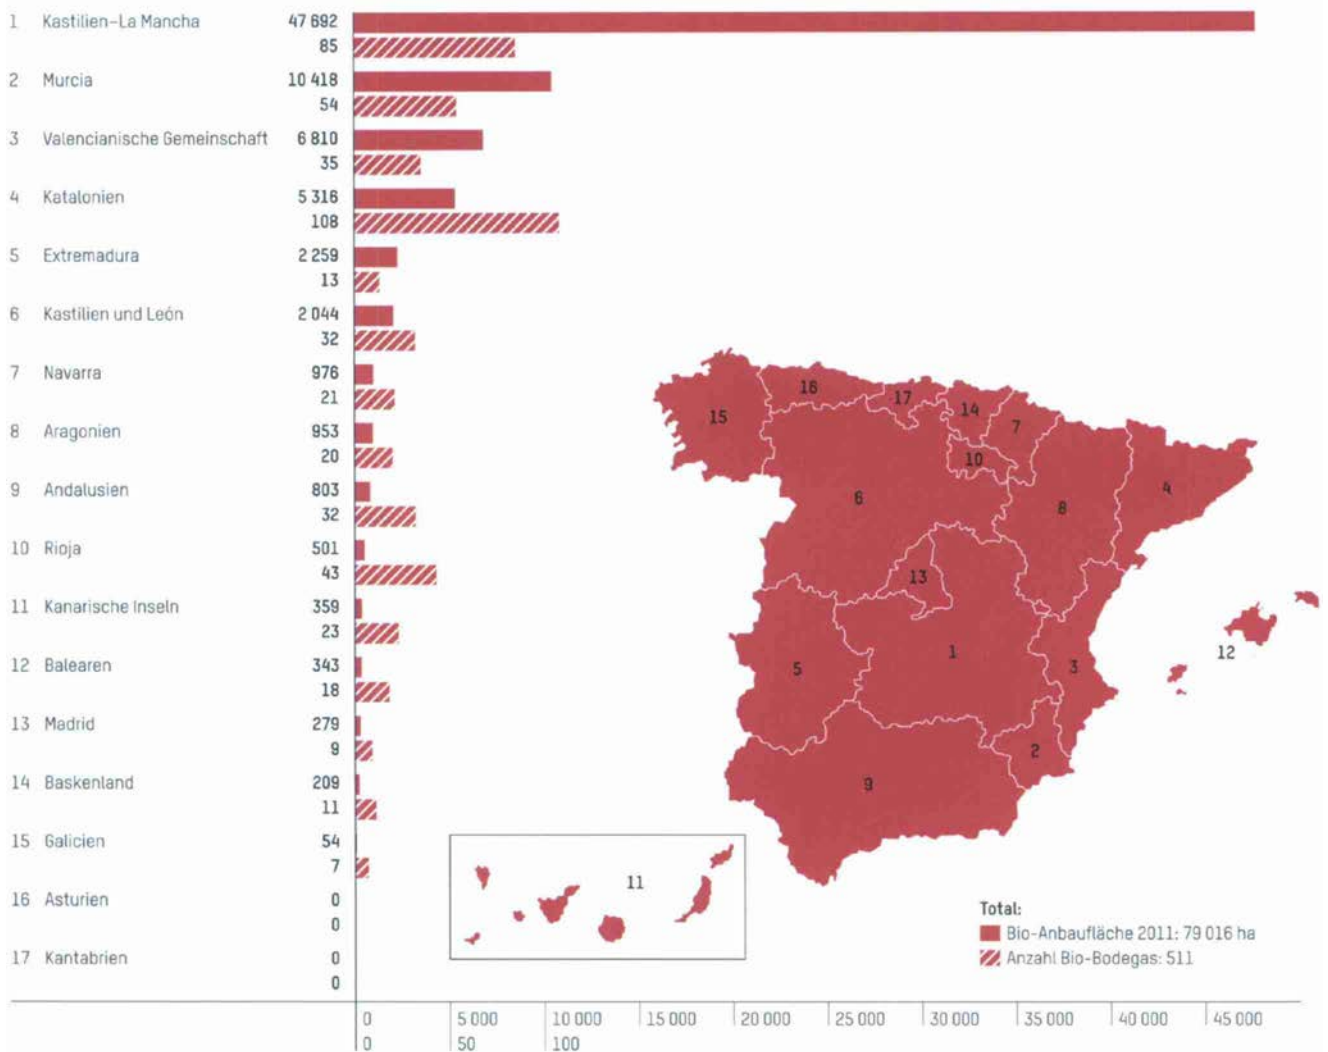 1 Kastilien–La Mancha 47 692
85
2 Murcia 10 418
54
3 Valencianische Gemeinschaft 6 810
35
4 Katalonien 5 316
108
5 Extremadura 2 259
13
6 Kastilien und León 2 044
32
7 Navarra 976
21
8 Aragonien 953
20
9 Andalusien 803
32
10 Rioja 501
43
11 Kanarische Inseln 359
23
12 Balearen 343
18
13 Madrid 279
9
14 Baskenland 209
11
15 Galicien 54
7
16 Asturien 0
0
17 Kantabrien 0
0
0 5 000 10 000 15 000 20 000 25 000 30 000 35 000 40 000 45 000
0 50 100
16
17
14
15
7
10
4
6
8
13
1
12
5
3
2
9
11
Total:
Bio-Anbaufläche 2011: 79 016 ha
Anzahl Bio-Bodegas: 511